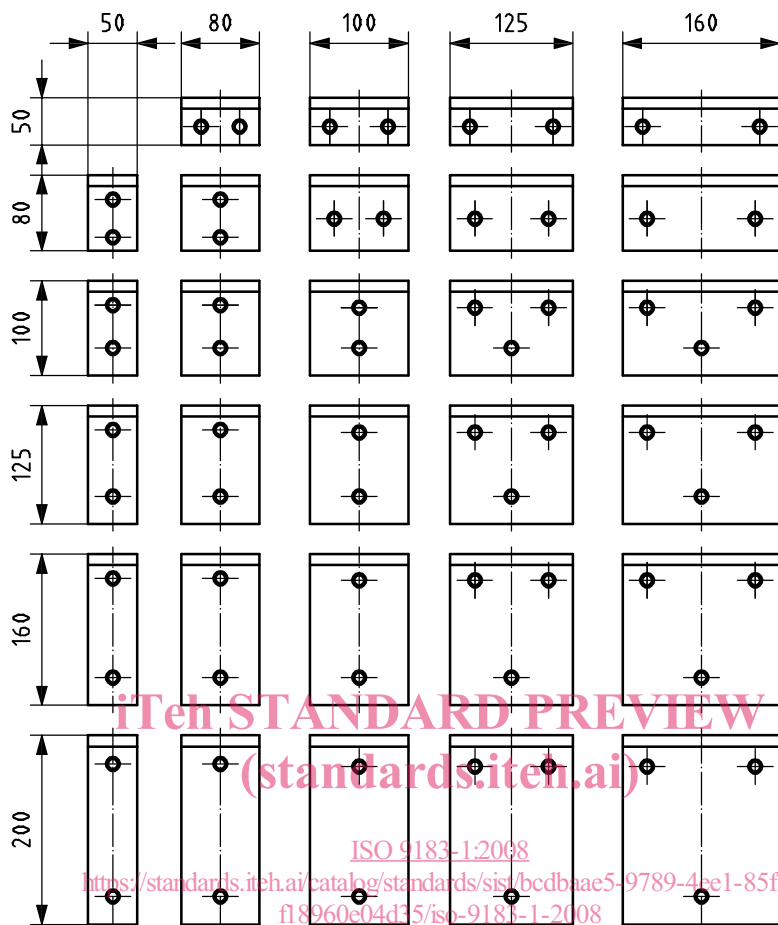 50 80 100 125 160
50
80
100
125
160
200
iTeh STANDARD PREVIEW
(standards.iteh.ai)
ISO 9183-1:2008
https://standards.iteh.ai/catalog/standards/sist/bcdbaae5-9789-4ee1-85f
f18960e04d35/iso-9183-1-2008